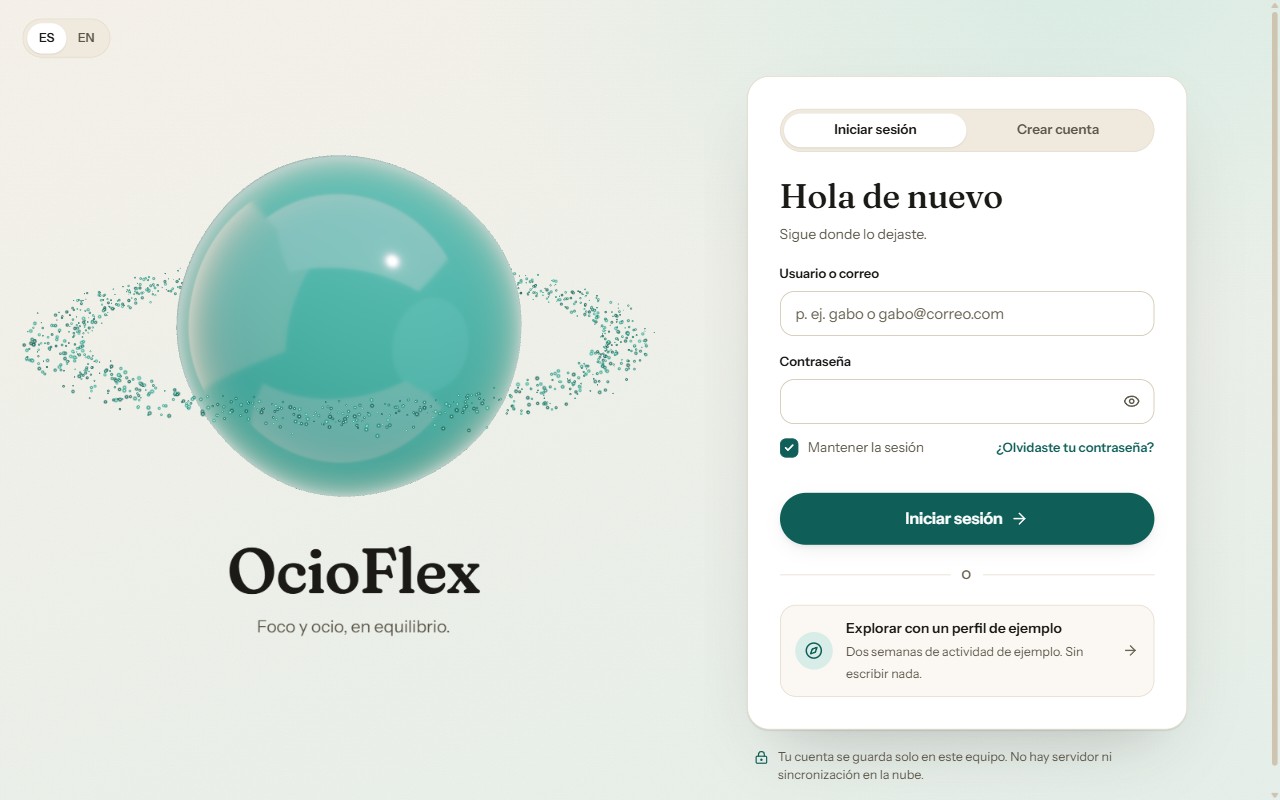 ES EN
Iniciar sesión Crear cuenta
Hola de nuevo
Sigue donde lo dejaste.
Usuario o correo
p. ej. gabo o gabo@correo.com
Contraseña
Mantener la sesión ¿Olvidaste tu contraseña?
Iniciar sesión →
O
Explorar con un perfil de ejemplo
Dos semanas de actividad de ejemplo. Sin
escribir nada.
Tu cuenta se guarda solo en este equipo. No hay servidor ni
sincronización en la nube.
OcioFlex
Foco y ocio, en equilibrio.